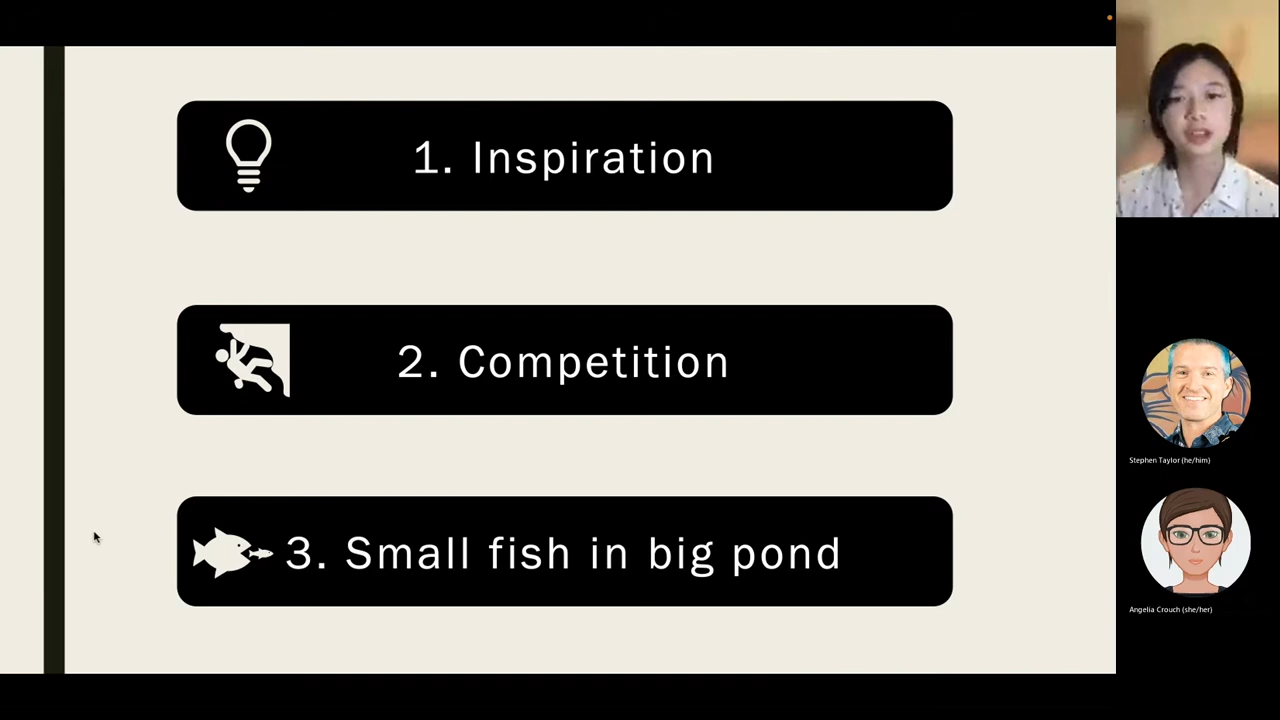 1. Inspiration
2. Competition
3. Small fish in big pond
Stephen Taylor (he/him)
Angelia Crouch (she/her)